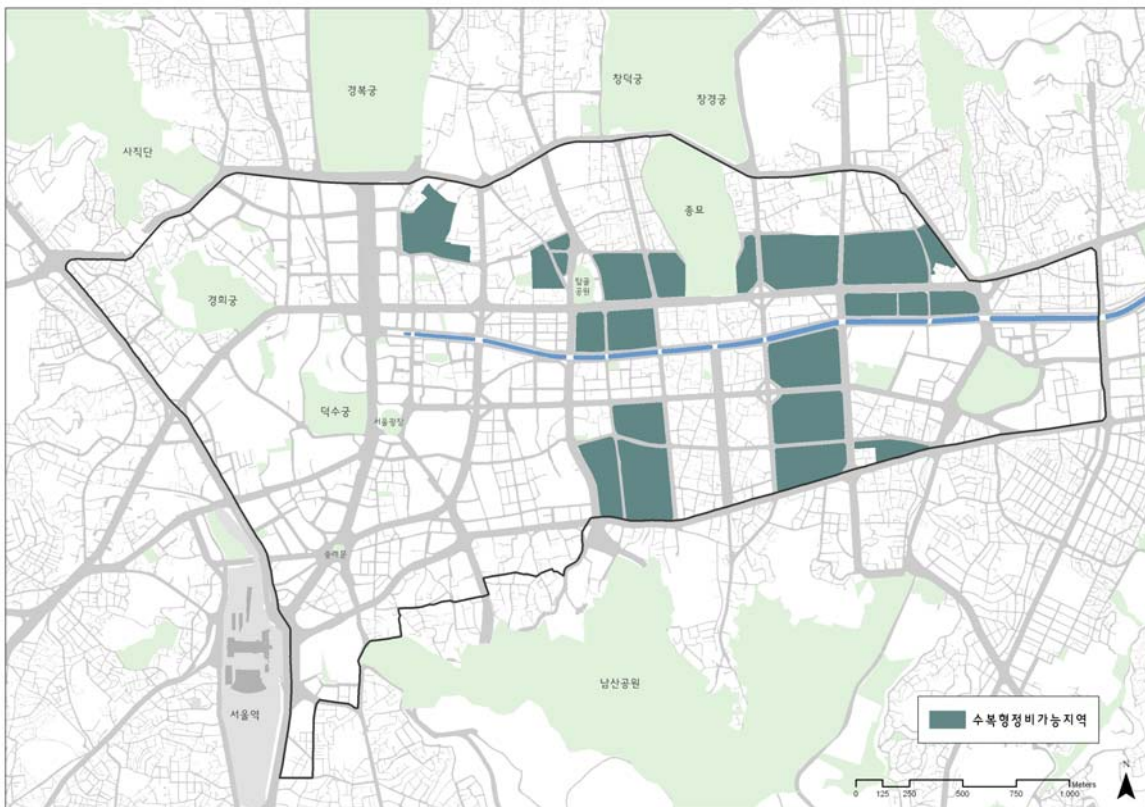 경복궁
창덕궁
창경궁
사직단
종묘
경희궁
탑골
공원
덕수궁
서울광장
숭례문
남산공원
서울역
수복형정비가능지역
N
Meters
0 125 250 500 750 1,000